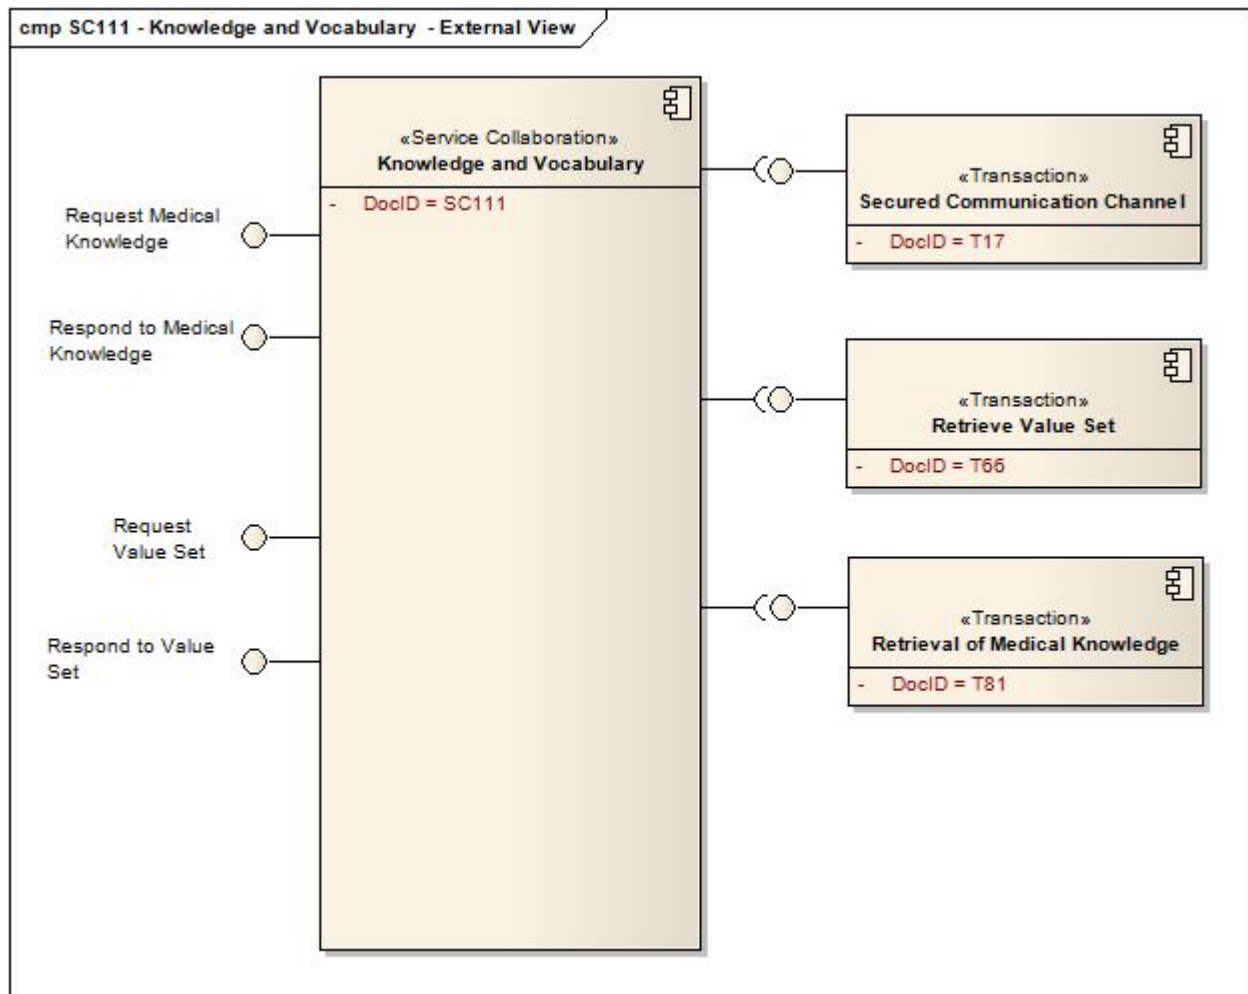 cmp SC111 - Knowledge and Vocabulary - External View
«Service Collaboration»
Knowledge and Vocabulary
- DocID = SC111
Request Medical
Knowledge
Respond to Medical
Knowledge
Request
Value Set
Respond to Value
Set
«Transaction»
Secured Communication Channel
- DocID = T17
«Transaction»
Retrieve Value Set
- DocID = T66
«Transaction»
Retrieval of Medical Knowledge
- DocID = T81